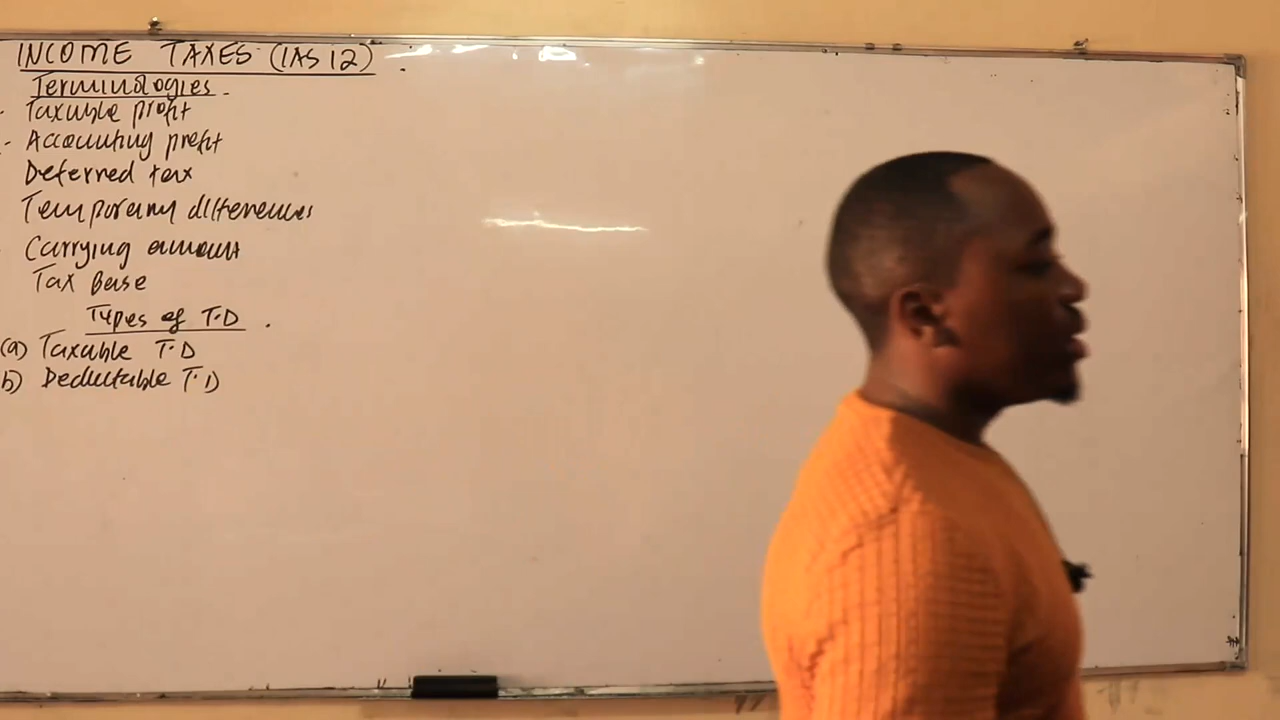 INCOME TAXES (IAS 12)
Terminologies
- Taxable profit
- Accounting profit
Deferred tax
Temporary differences
Carrying amount
Tax Base
Types of T.D
(a) Taxable T.D
b) Deductable T.D